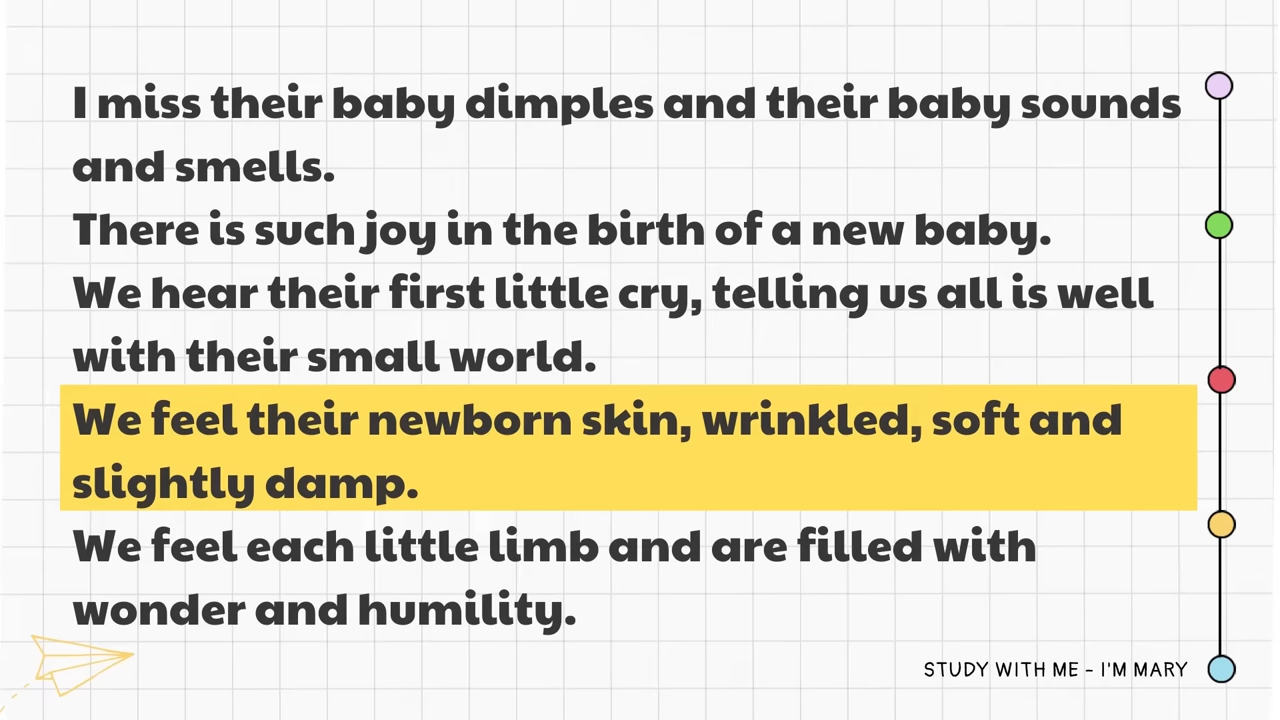 I miss their baby dimples and their baby sounds
and smells.
There is such joy in the birth of a new baby.
We hear their first little cry, telling us all is well
with their small world.
We feel their newborn skin, wrinkled, soft and
slightly damp.
We feel each little limb and are filled with
wonder and humility.
STUDY WITH ME - I'M MARY